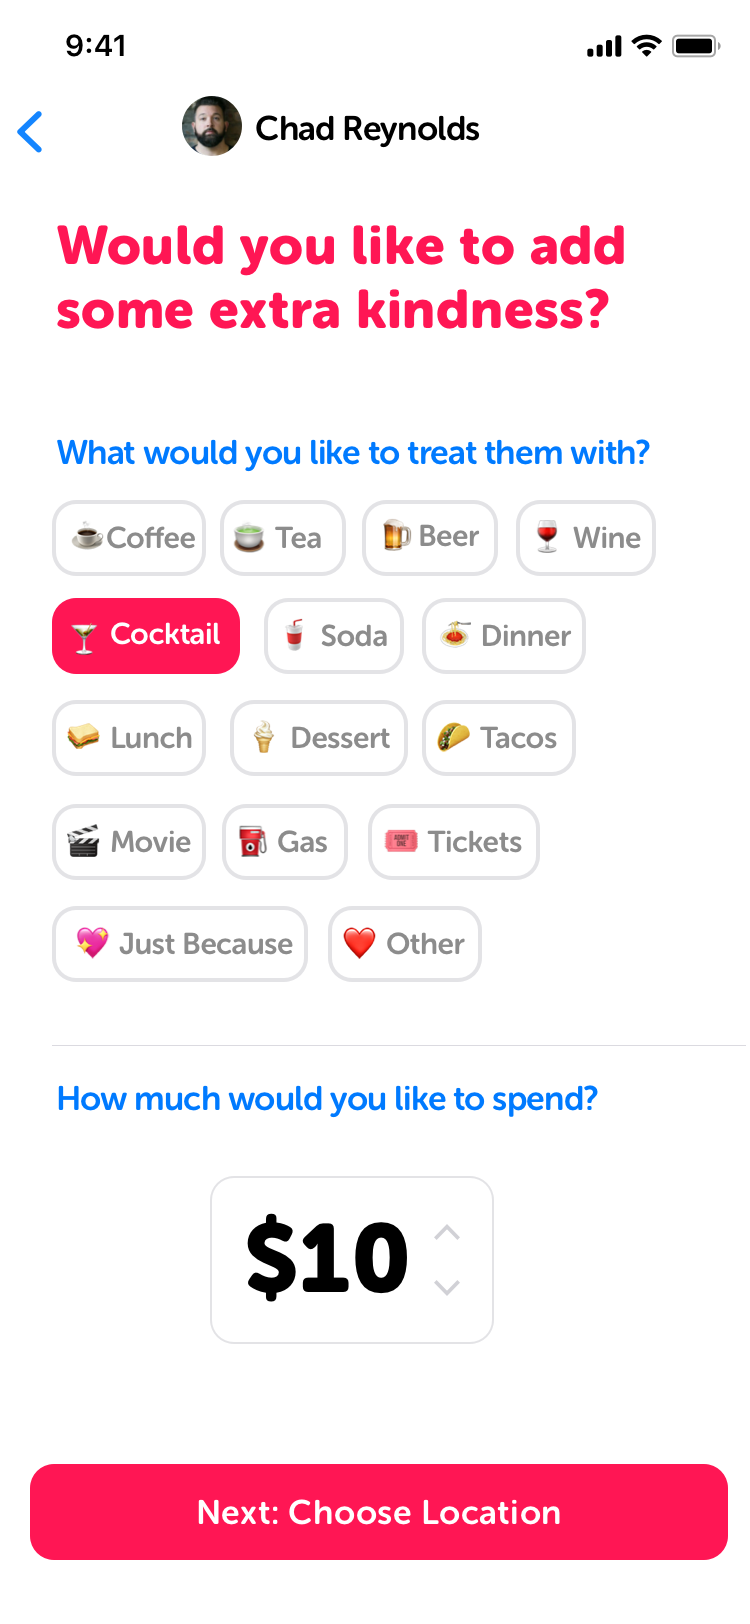 9:41
Chad Reynolds
Would you like to add
some extra kindness?
What would you like to treat them with?
Coffee Tea Beer Wine
Cocktail Soda Dinner
Lunch Dessert Tacos
Movie Gas ADMIT ONE Tickets
Just Because Other
How much would you like to spend?
$10
Next: Choose Location